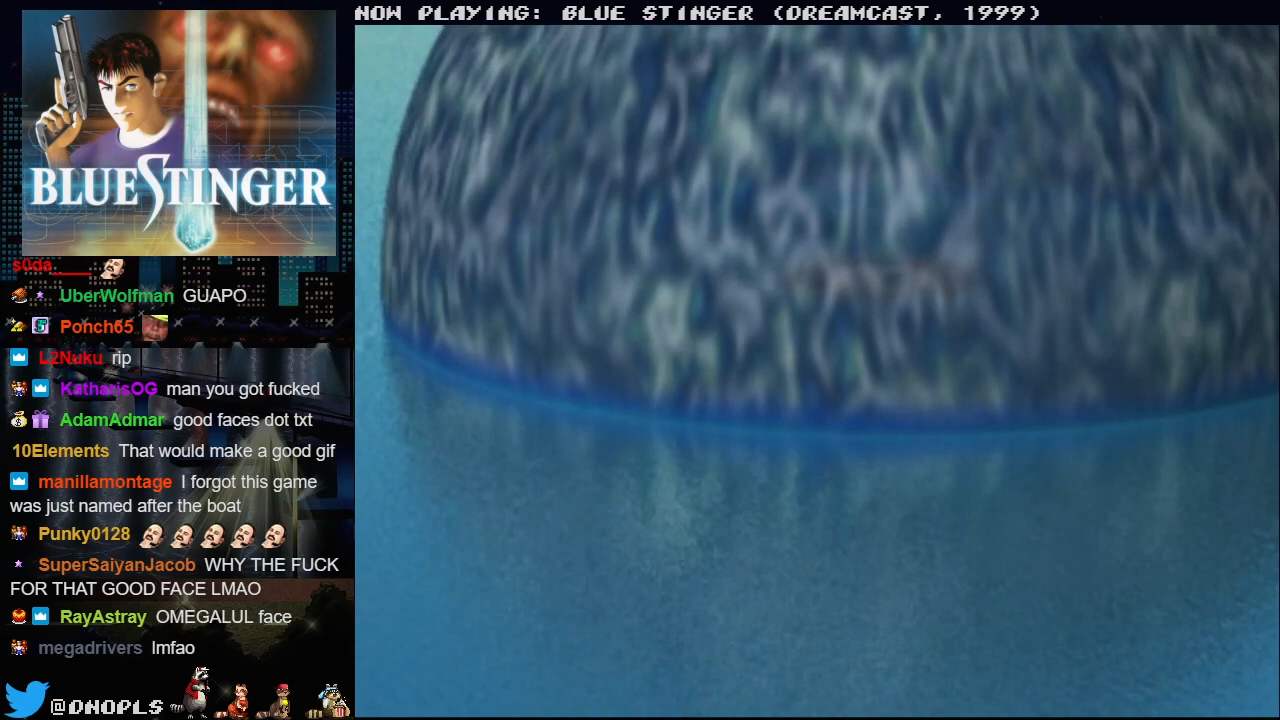 NOW PLAYING: BLUE STINGER (DREAMCAST, 1999)
BLUE STINGER
s0da_____
UberWolfman GUAPO
Ponch65
L2Nuku rip
KatharisOG man you got fucked
AdamAdmar good faces dot txt
10Elements That would make a good gif
manillamontage I forgot this game
was just named after the boat
Punky0128
SuperSaiyanJacob WHY THE FUCK
FOR THAT GOOD FACE LMAO
RayAstray OMEGALUL face
megadrivers lmfao
@DNOPLS